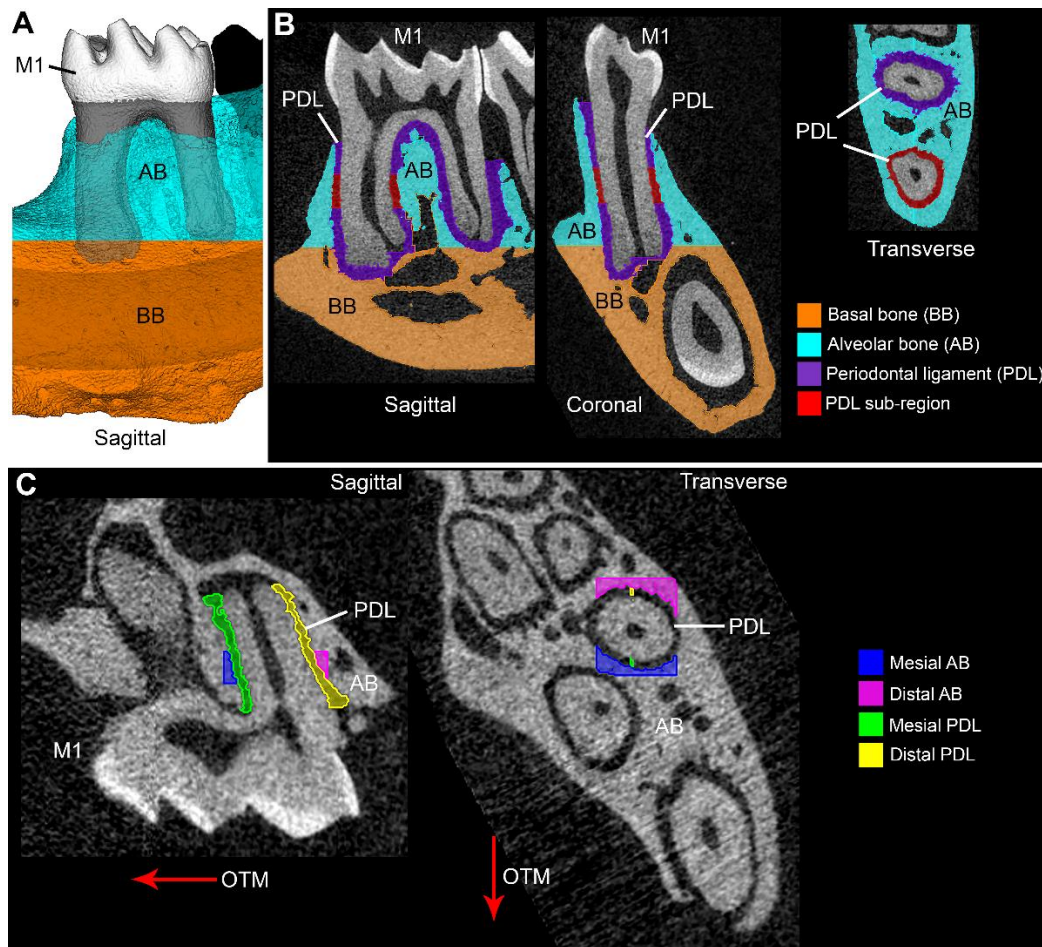 A
M1
AB
BB
Sagittal
B
M1
PDL
AB
BB
Sagittal
M1
PDL
AB
BB
Coronal
PDL
AB
Transverse
Basal bone (BB)
Alveolar bone (AB)
Periodontal ligament (PDL)
PDL sub-region
C
Sagittal
PDL
AB
M1
OTM
Transverse
PDL
AB
OTM
Mesial AB
Distal AB
Mesial PDL
Distal PDL